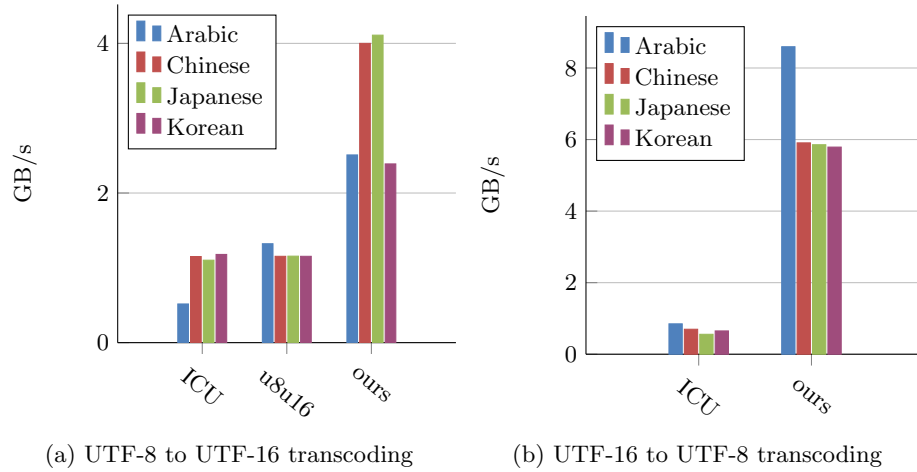 Arabic
Chinese
Japanese
Korean
4
2
0
GB/s
ICU
u8u16
ours
(a) UTF-8 to UTF-16 transcoding
Arabic
Chinese
Japanese
Korean
8
6
4
2
0
GB/s
ICU
ours
(b) UTF-16 to UTF-8 transcoding